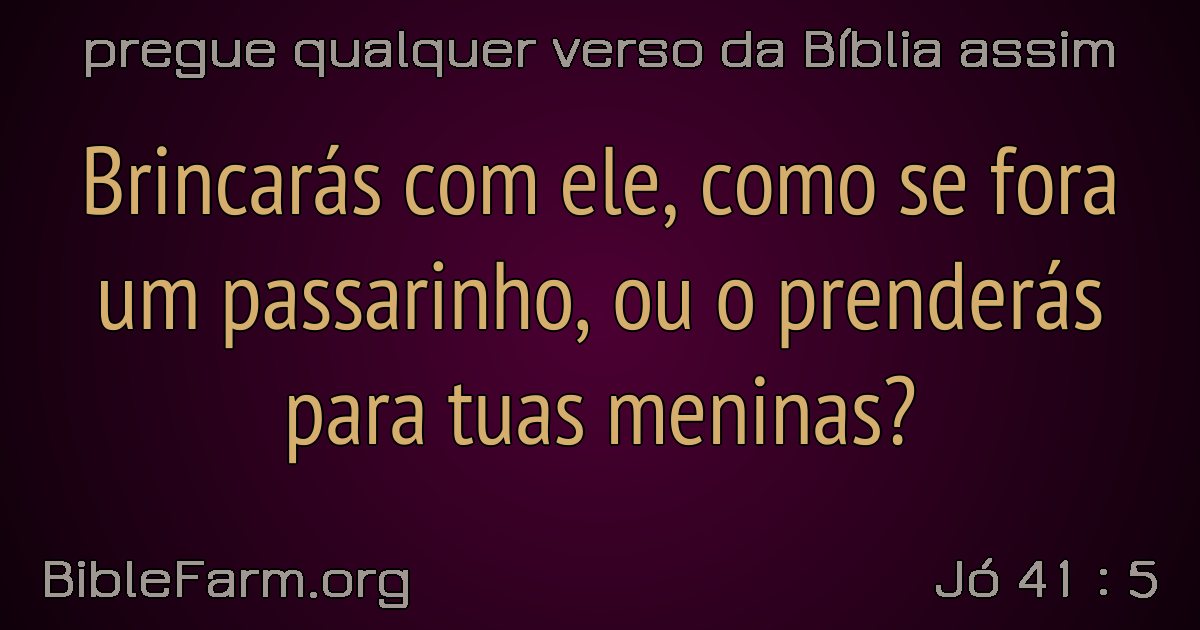 pregue qualquer verso da Bíblia assim
Brincarás com ele, como se fora
um passarinho, ou o prenderás
para tuas meninas?
BibleFarm.org
Jó 41 : 5